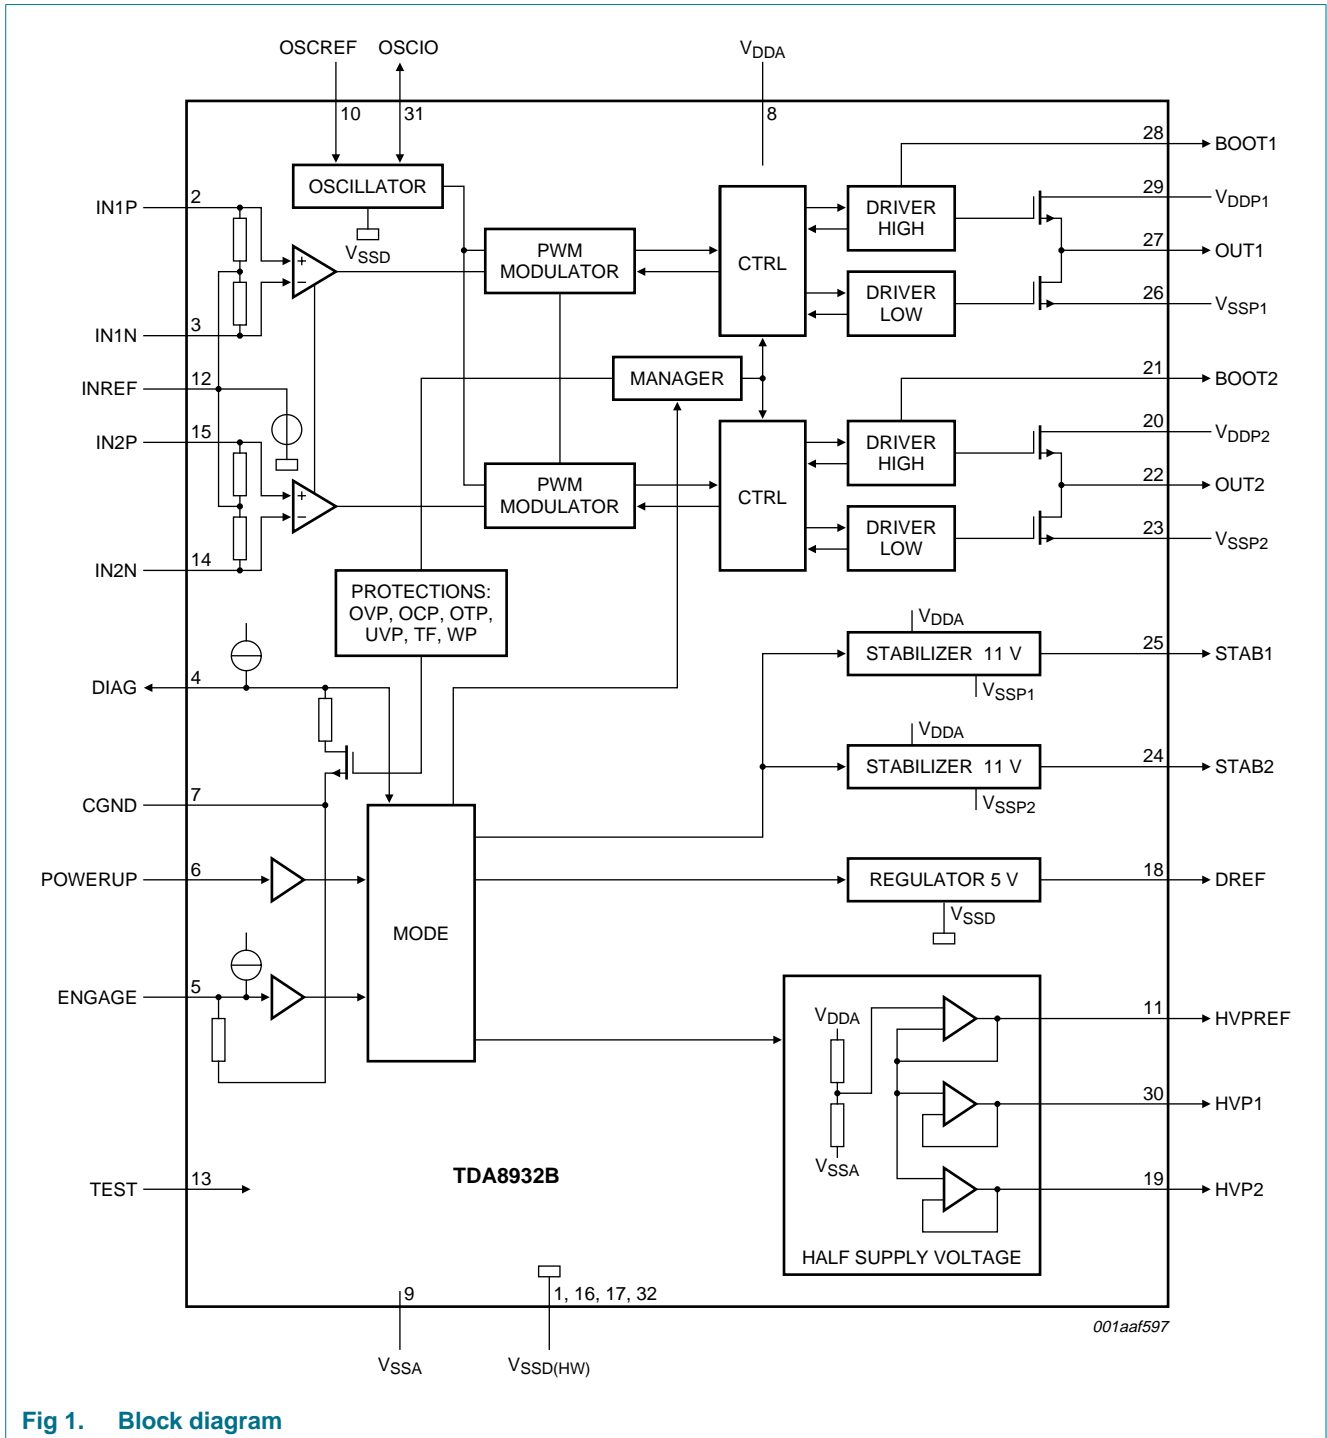 OSCREF OSCIO VDDA
10 31 8
28 BOOT1
OSCILLATOR
2
IN1P
29 VDDP1
DRIVER
HIGH
VSSD
PWM
MODULATOR
CTRL
27 OUT1
+
−
DRIVER
LOW
26 VSSP1
3
IN1N
12
INREF
MANAGER
21 BOOT2
15
IN2P
20 VDDP2
DRIVER
HIGH
PWM
MODULATOR
CTRL
22 OUT2
+
−
DRIVER
LOW
23 VSSP2
14
IN2N
PROTECTIONS:
OVP, OCP, OTP,
UVP, TF, WP
VDDA
STABILIZER 11 V
25 STAB1
VSSP1
4
DIAG
VDDA
STABILIZER 11 V
24 STAB2
VSSP2
7
CGND
6
POWERUP
REGULATOR 5 V
18 DREF
VSSD
MODE
5
ENGAGE
VDDA
11 HVPREF
30 HVP1
VSSA
TDA8932B
13
TEST
19 HVP2
HALF SUPPLY VOLTAGE
9
1, 16, 17, 32
001aaf597
VSSA
VSSD(HW)
Fig 1. Block diagram